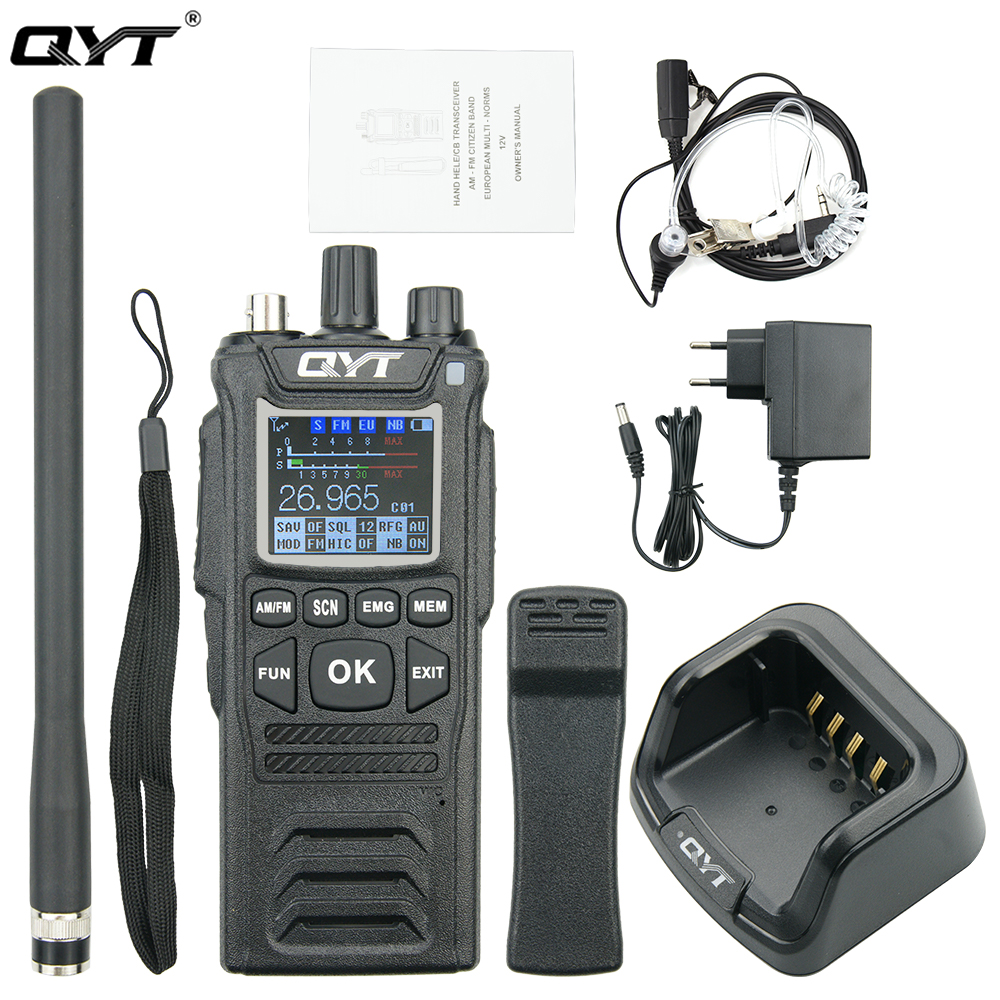 QYT®
HAND HELE/CB TRANSCEIVER
AM - FM CITIZEN BAND
EUROPEAN MULTI - NORMS
12V
OWNER'S MANUAL
QYT
S FM EU NB
0 2 4 6 8 MAX
P
S
1 3 5 7 9 30 MAX
26.965 C01
SAV OF SQL 12 RFG AU
MOD FM HIC OF NB ON
AM/FM SCN EMG MEM
FUN OK EXIT
QYT®